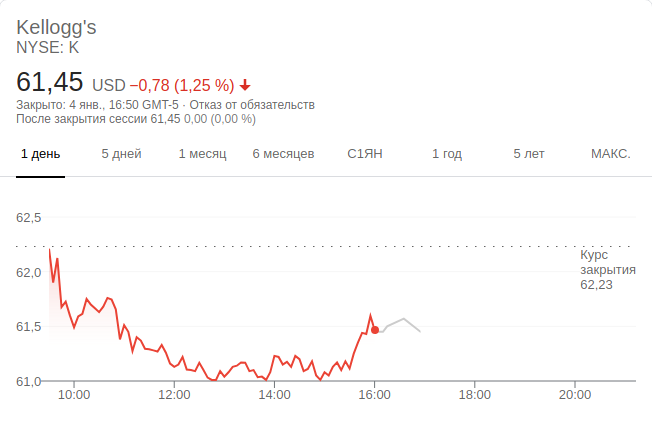 Kellogg's
NYSE: K
61,45 USD −0,78 (1,25 %)
Закрыто: 4 янв., 16:50 GMT-5 · Отказ от обязательств
После закрытия сессии 61,45 0,00 (0,00 %)
1 день 5 дней 1 месяц 6 месяцев С1ЯН 1 год 5 лет МАКС.
62,5
Курс
закрытия
62,23
62,0
61,5
61,0
10:00 12:00 14:00 16:00 18:00 20:00